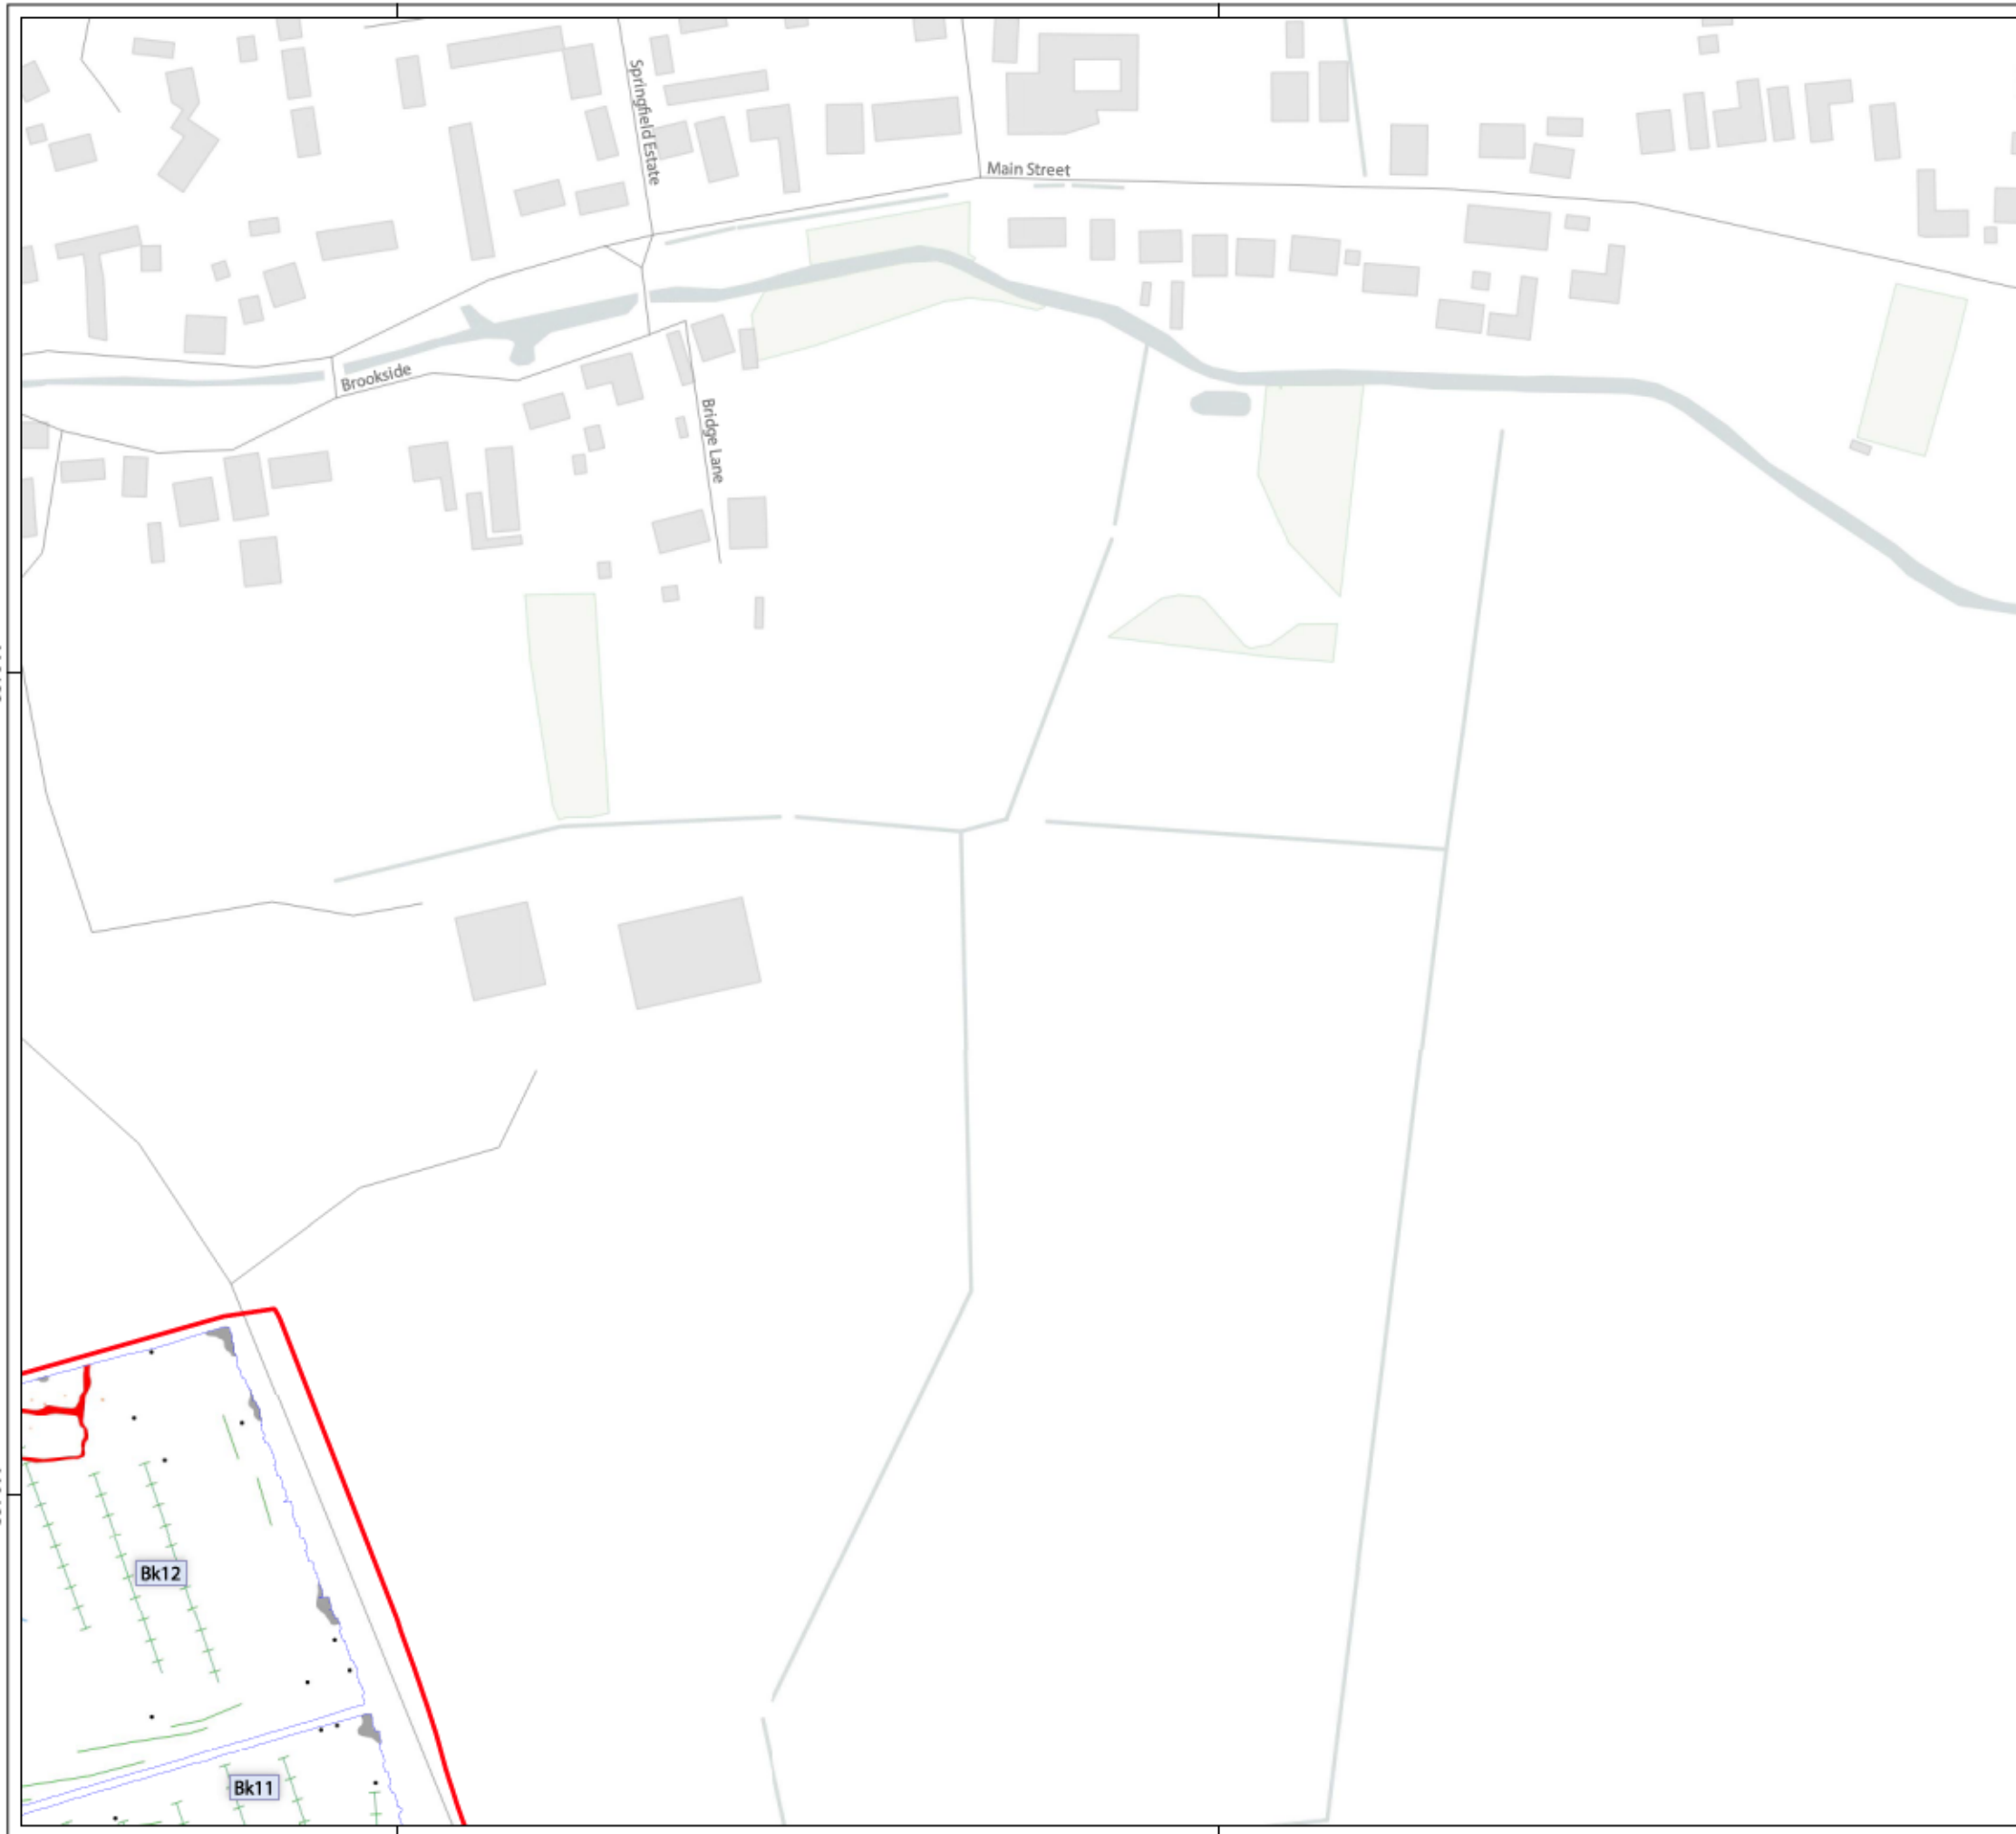 Springfield Estate
Main Street
Brookside
Bridge Lane
Bk12
Bk11